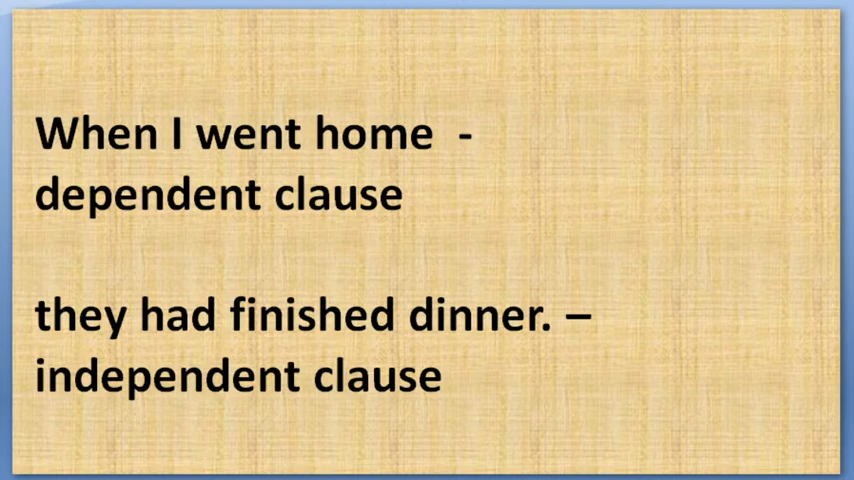 When I went home -
dependent clause
they had finished dinner. –
independent clause